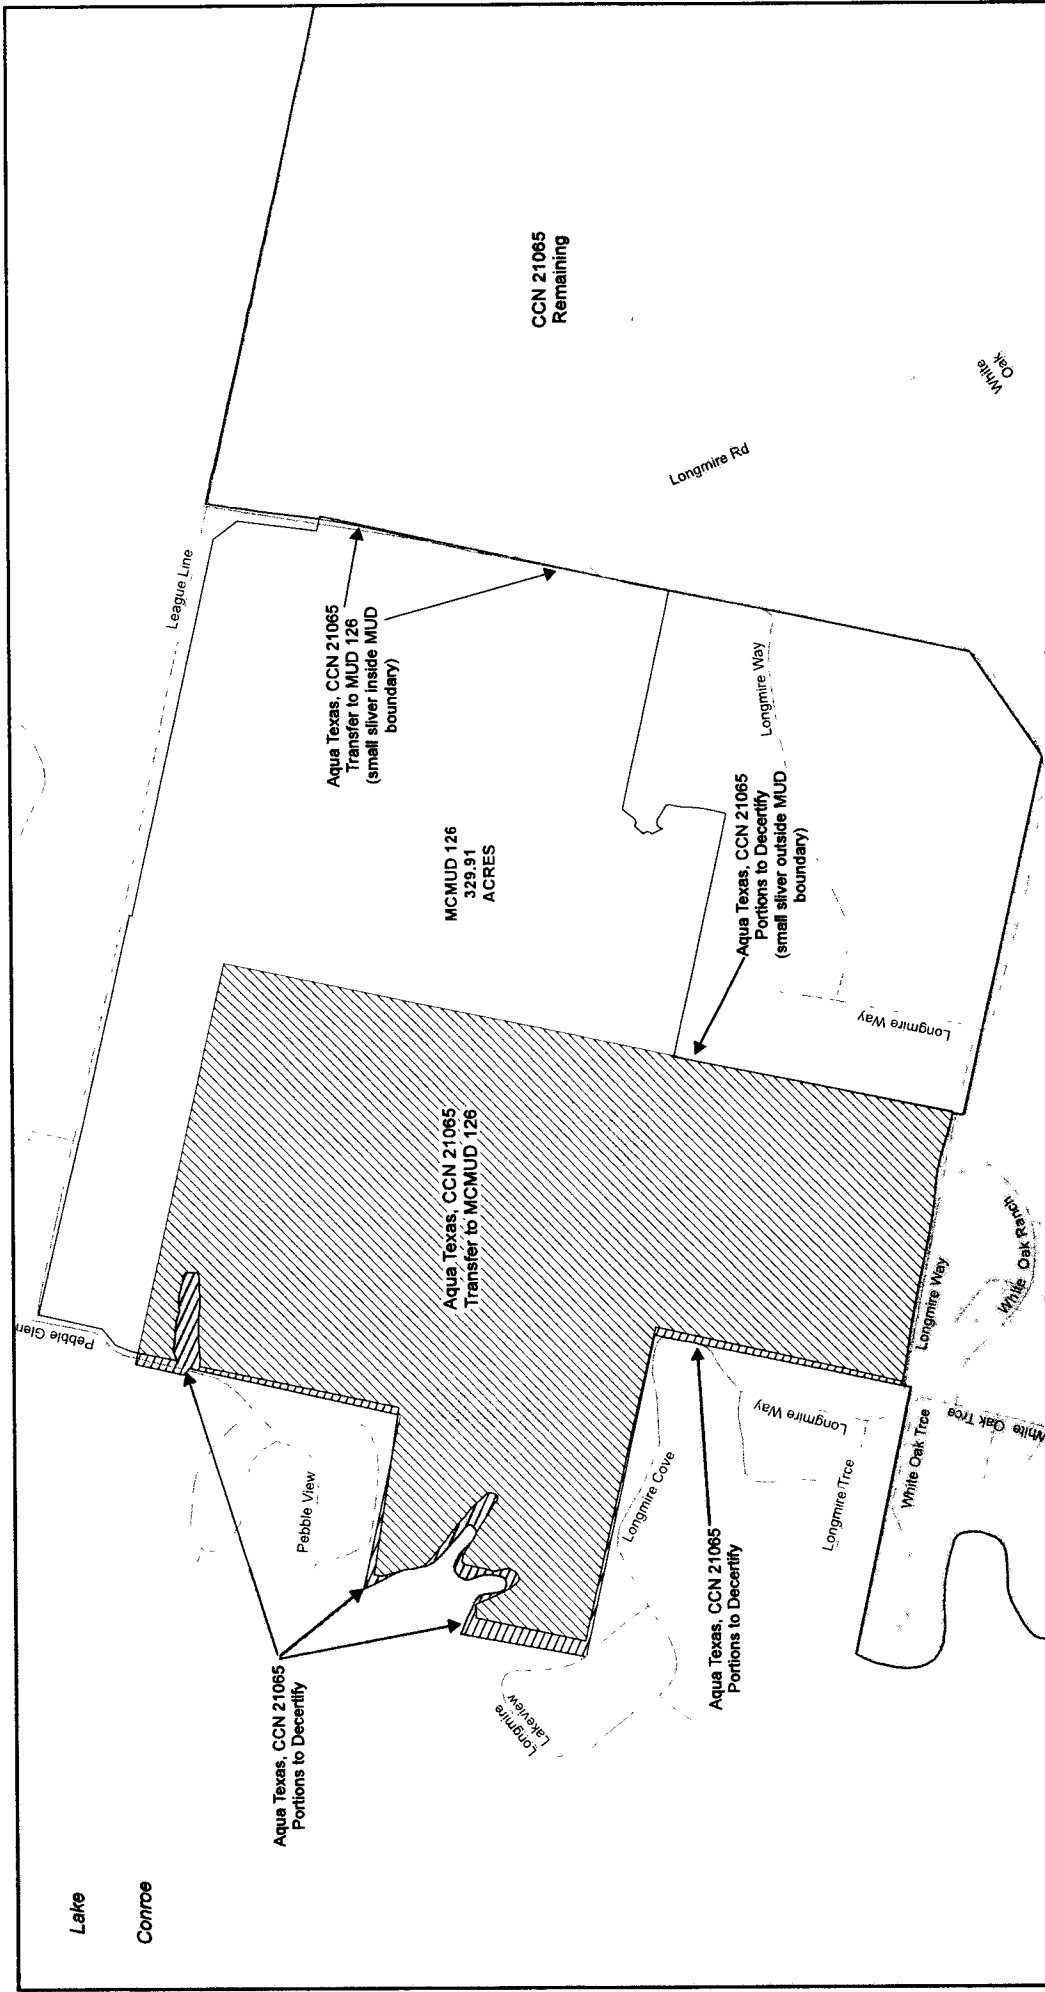 Lake
Conroe
Aqua Texas, CCN 21065
Portions to Decertify
Pebble Glen
Pebble View
Longmire
Lakeview
Longmire Cove
Aqua Texas, CCN 21065
Portions to Decertify
Longmire Way
Longmire Trce
White Oak Trce
White Oak Trce
Longmire Way
White Oak Ranch
Aqua Texas, CCN 21065
Transfer to MCMUD 126
League Line
MCMUD 126
329.91
ACRES
Aqua Texas, CCN 21065
Portions to Decertify
(small sliver outside MUD
boundary)
Longmire Way
Longmire Way
Aqua Texas, CCN 21065
Transfer to MUD 126
(small sliver inside MUD
boundary)
Longmire Rd
CCN 21065
Remaining
White
Oak